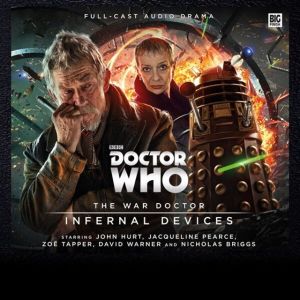 FULL-CAST AUDIO DRAMA
BIG
FINISH
BBC
DOCTOR
WHO
THE WAR DOCTOR
INFERNAL DEVICES
STARRING JOHN HURT, JACQUELINE PEARCE,
ZOË TAPPER, DAVID WARNER AND NICHOLAS BRIGGS